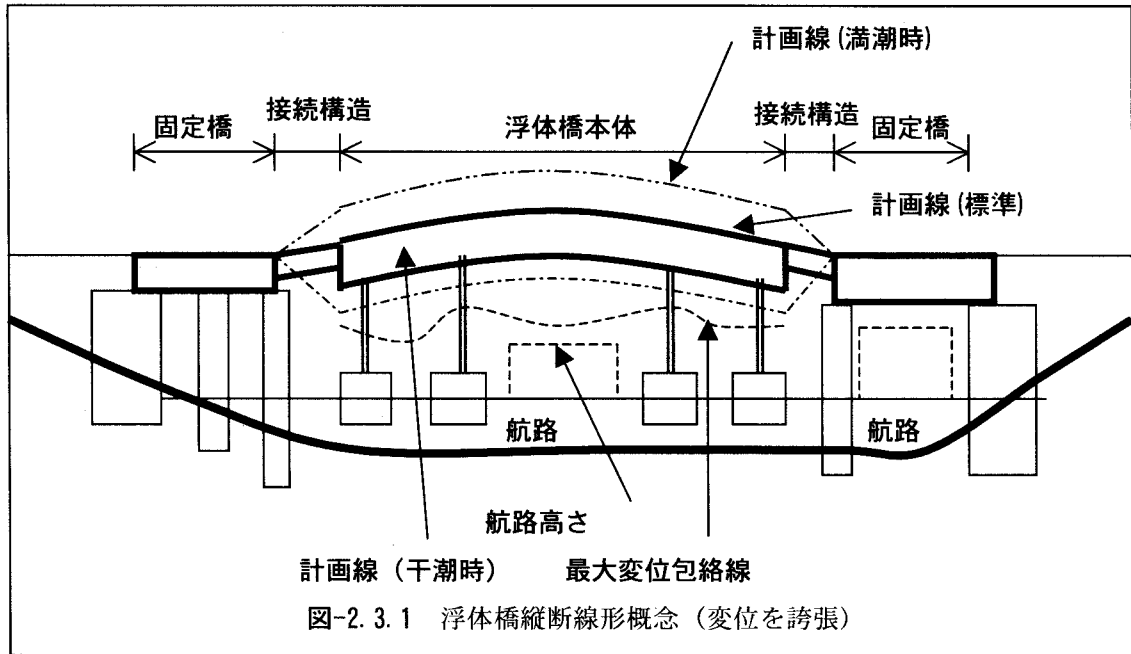 計画線(満潮時)
接続構造
接続構造
固定橋
浮体橋本体
固定橋
計画線(標準)
航路
航路
航路高さ
計画線（干潮時）
最大変位包絡線
図-2.3.1 浮体橋縦断線形概念（変位を誇張）